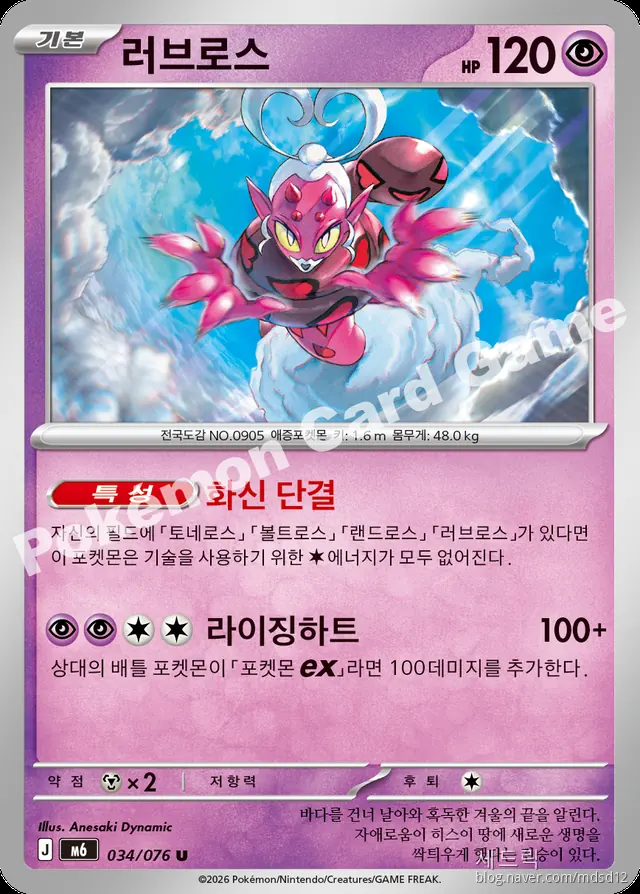 기본 러브로스 HP 120
전국도감 NO.0905 애증포켓몬 키: 1.6 m 몸무게: 48.0 kg
특성 화신 단결
자신의 필드에 「토네로스」 「볼트로스」 「랜드로스」 「러브로스」가 있다면
이 포켓몬은 기술을 사용하기 위한 에너지가 모두 없어진다.
라이징하트 100+
상대의 배틀 포켓몬이 「포켓몬 ex」라면 100데미지를 추가한다.
약점 ×2 저항력 후퇴
Illus. Anesaki Dynamic
바다를 건너 날아와 혹독한 겨울의 끝을 알린다.
자애로움이 히스이 땅에 새로운 생명을
싹틔우게 했다
J M6 034/076 U
©2026 Pokémon/Nintendo/Creatures/GAME FREAK.
Pokémon Card Game
세드릭
blog.naver.com/mdsd12